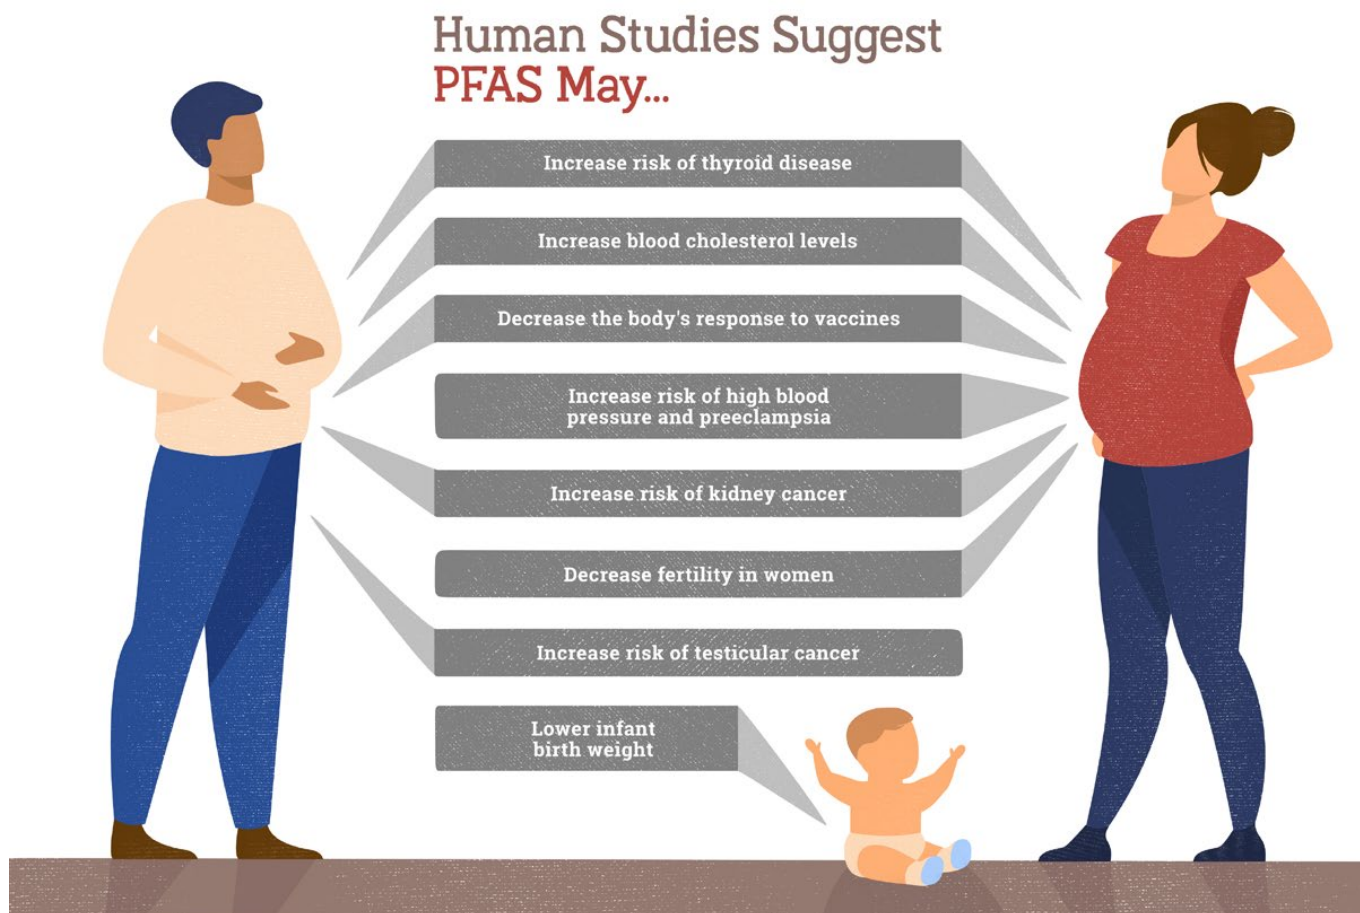 Human Studies Suggest
PFAS May...
Increase risk of thyroid disease
Increase blood cholesterol levels
Decrease the body's response to vaccines
Increase risk of high blood
pressure and preeclampsia
Increase risk of kidney cancer
Decrease fertility in women
Increase risk of testicular cancer
Lower infant
birth weight